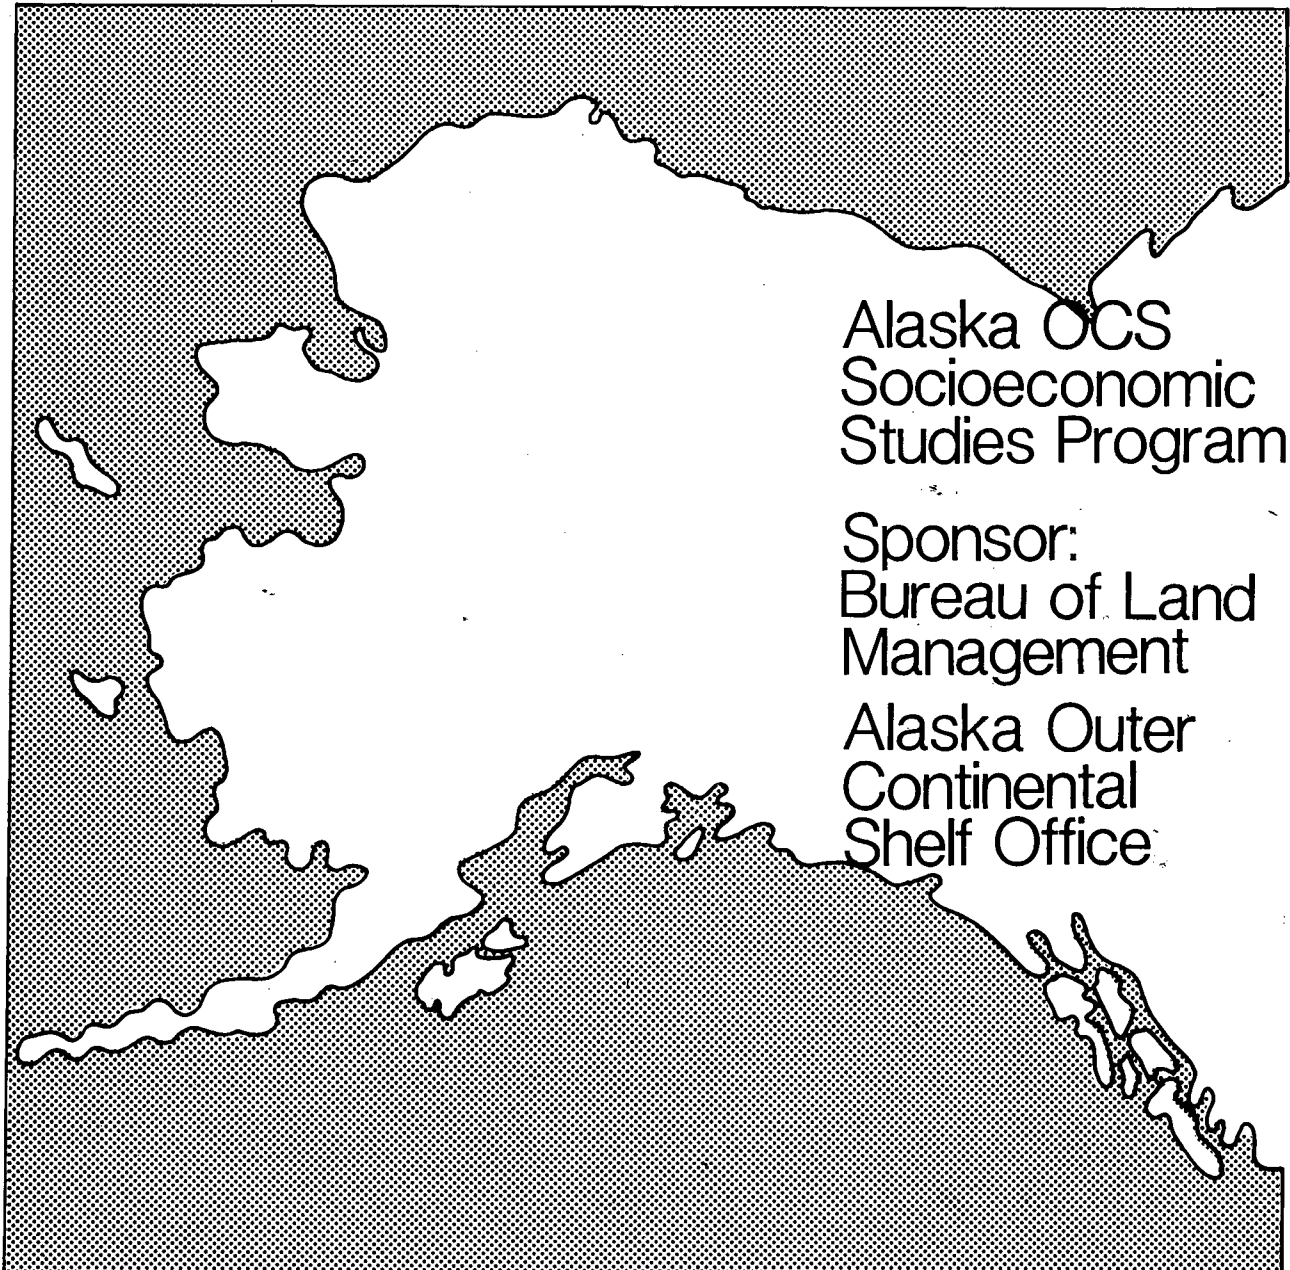 Alaska OCS
Socioeconomic
Studies Program
Sponsor:
Bureau of Land
Management
Alaska Outer
Continental
Shelf Office